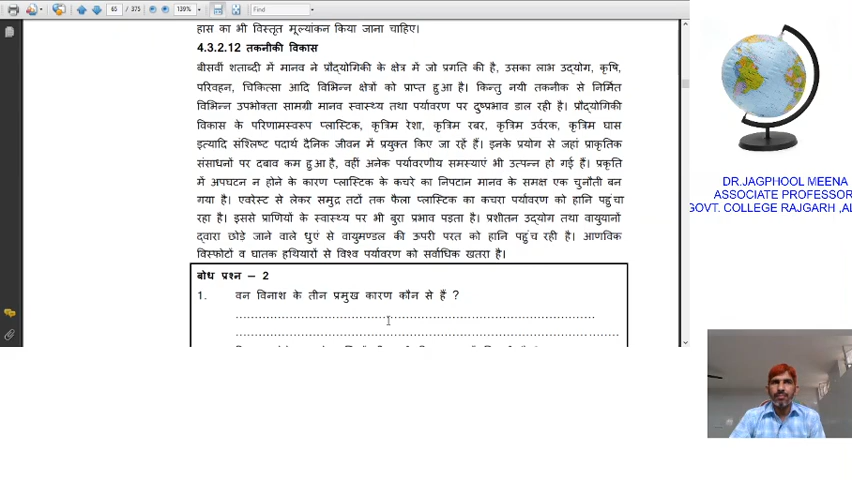 65 / 375
139%
Find
हास का भी विस्तृत मूल्यांकन किया जाना चाहिए।
4.3.2.12 तकनीकी विकास
बीसवीं शताब्दी में मानव ने प्रौद्योगिकी के क्षेत्र में जो प्रगति की है, उसका लाभ उद्योग, कृषि,
परिवहन, चिकित्सा आदि विभिन्न क्षेत्रों को प्राप्त हुआ है। किन्तु नयी तकनीक से निर्मित
विभिन्न उपभोक्ता सामग्री मानव स्वास्थ्य तथा पर्यावरण पर दुष्प्रभाव डाल रही है। प्रौद्योगिकी
विकास के परिणामस्वरूप प्लास्टिक, कृत्रिम रेशा, कृत्रिम रबर, कृत्रिम उर्वरक, कृत्रिम घास
इत्यादि संश्लिष्ट पदार्थ दैनिक जीवन में प्रयुक्त किए जा रहें हैं। इनके प्रयोग से जहां प्राकृतिक
संसाधनों पर दबाव कम हुआ है, वहीं अनेक पर्यावरणीय समस्याएं भी उत्पन्न हो गई हैं। प्रकृति
में अपघटन न होने के कारण प्लास्टिक के कचरे का निपटान मानव के समक्ष एक चुनौती बन
गया है। एवरेस्ट से लेकर समुद्र तटों तक फैला प्लास्टिक का कचरा पर्यावरण को हानि पहुंचा
रहा है। इससे प्राणियों के स्वास्थ्य पर भी बुरा प्रभाव पड़ता है। प्रशीतन उद्योग तथा वायुयानों
द्वारा छोडे जाने वाले धुएं से वायुमण्डल की ऊपरी परत को हानि पहुंच रही है। आणविक
विस्फोटों व घातक हथियारों से विश्व पर्यावरण को सर्वाधिक खतरा है।
बोध प्रश्न – 2
1. वन विनाश के तीन प्रमुख कारण कौन से हैं ?
DR.JAGPHOOL MEENA
ASSOCIATE PROFESSOR
GOVT. COLLEGE RAJGARH ,AL